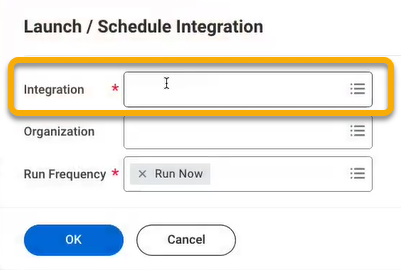 Launch / Schedule Integration
Integration *
Organization
Run Frequency * × Run Now
OK Cancel